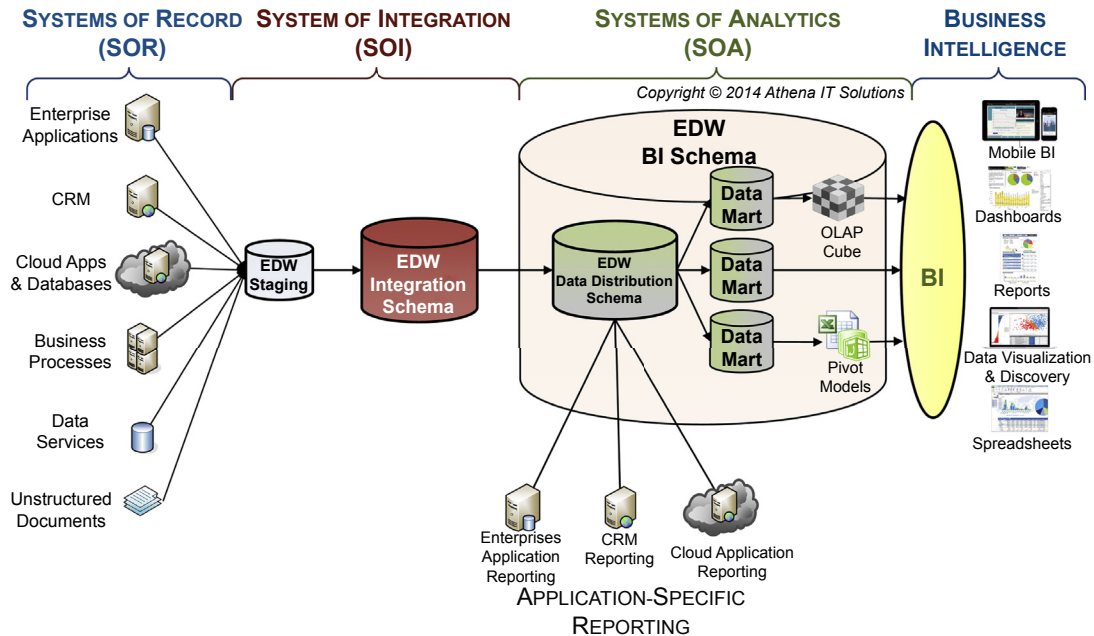 SYSTEMS OF RECORD
(SOR)
SYSTEM OF INTEGRATION
(SOI)
SYSTEMS OF ANALYTICS
(SOA)
BUSINESS
INTELLIGENCE
Copyright © 2014 Athena IT Solutions
Enterprise
Applications
CRM
Cloud Apps
& Databases
Business
Processes
Data
Services
Unstructured
Documents
EDW
Staging
EDW
Integration
Schema
EDW
BI Schema
EDW
Data Distribution
Schema
Data
Mart
Data
Mart
Data
Mart
OLAP
Cube
Pivot
Models
BI
Mobile BI
Dashboards
Reports
Data Visualization
& Discovery
Spreadsheets
Enterprises
Application
Reporting
CRM
Reporting
Cloud Application
Reporting
APPLICATION-SPECIFIC
REPORTING